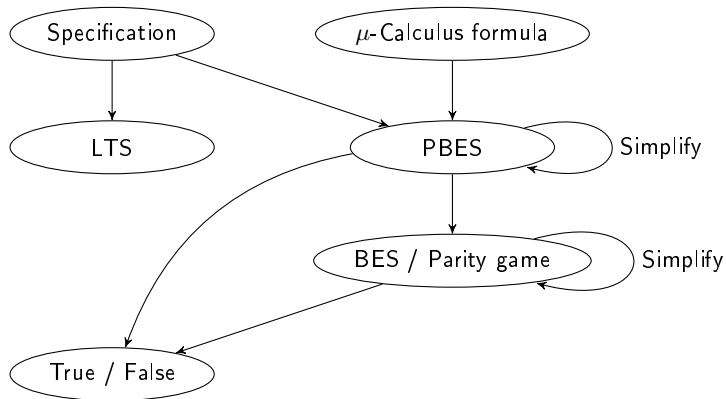 Specification
μ-Calculus formula
LTS
PBES
Simplify
BES / Parity game
Simplify
True / False